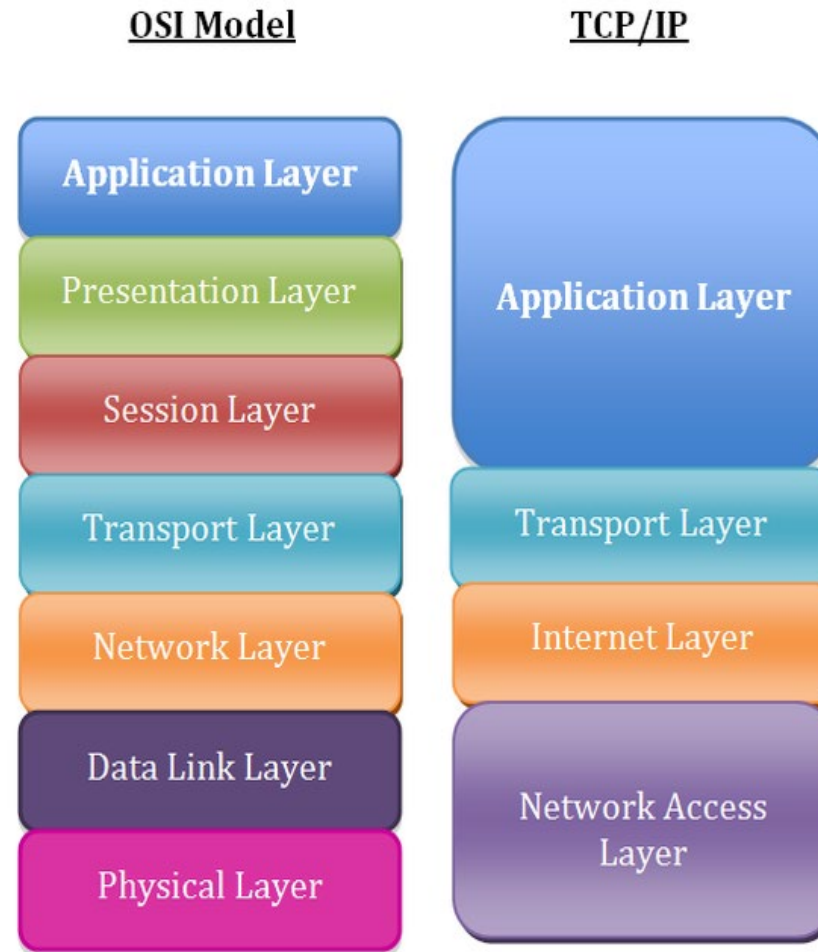 OSI Model
Application Layer
Presentation Layer
Session Layer
Transport Layer
Network Layer
Data Link Layer
Physical Layer
TCP/IP
Application Layer
Transport Layer
Internet Layer
Network Access
Layer